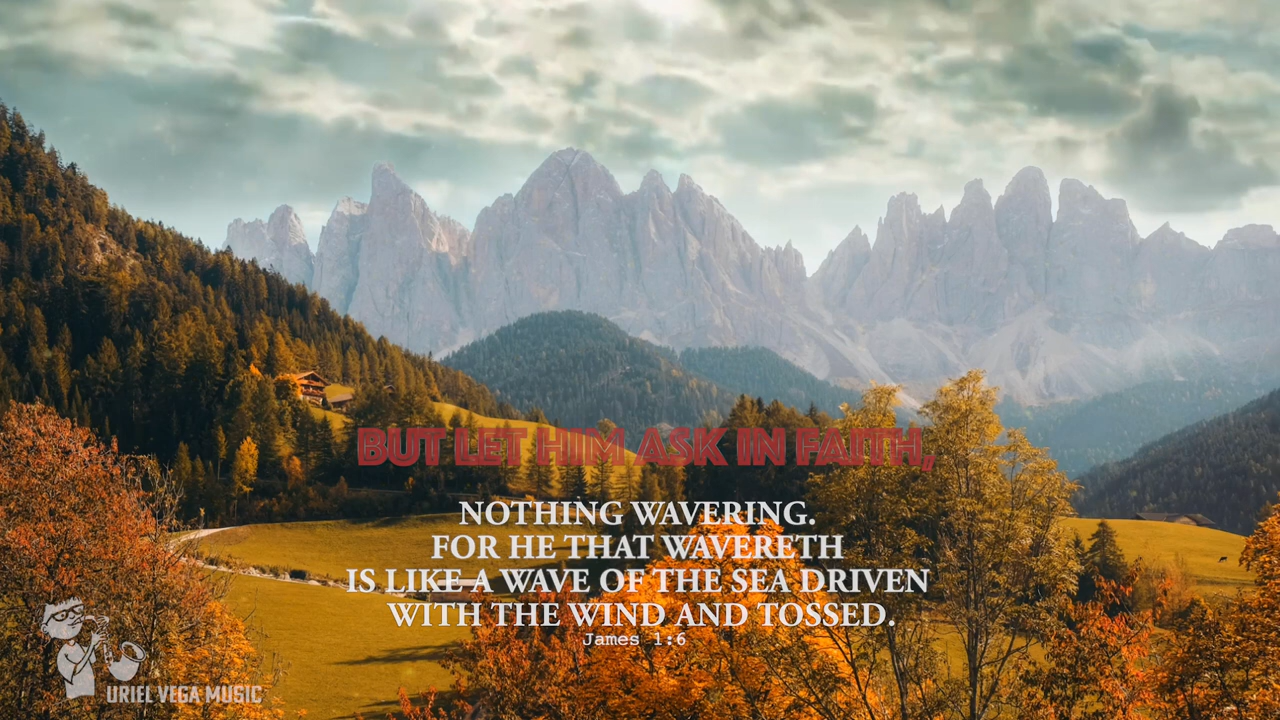 BUT LET HIM ASK IN FAITH,
NOTHING WAVERING.
FOR HE THAT WAVERETH
IS LIKE A WAVE OF THE SEA DRIVEN
WITH THE WIND AND TOSSED.
James 1:6
URIEL VEGA MUSIC